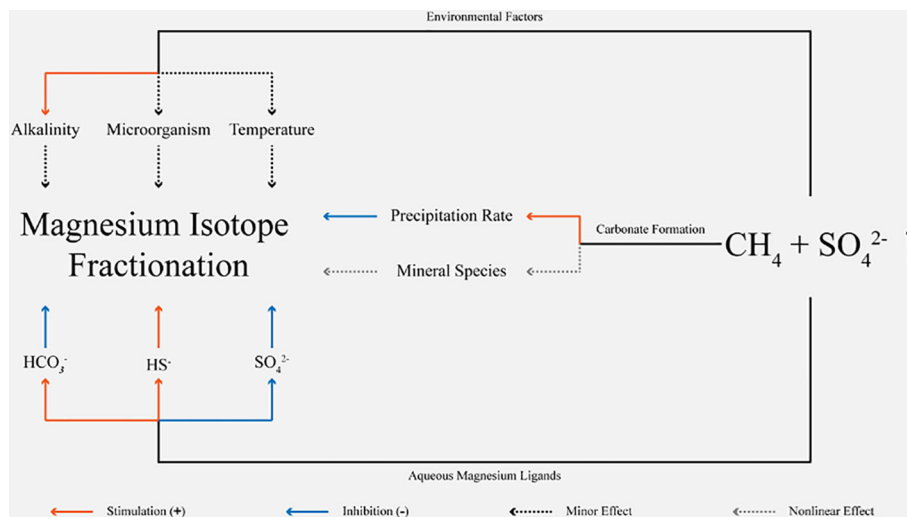 Environmental Factors
Alkalinity Microorganism Temperature
Magnesium Isotope
Fractionation
Precipitation Rate
Carbonate Formation
CH₄ + SO₄²⁻
Mineral Species
HCO₃⁻ HS⁻ SO₄²⁻
Aqueous Magnesium Ligands
Stimulation (+) Inhibition (-) Minor Effect Nonlinear Effect